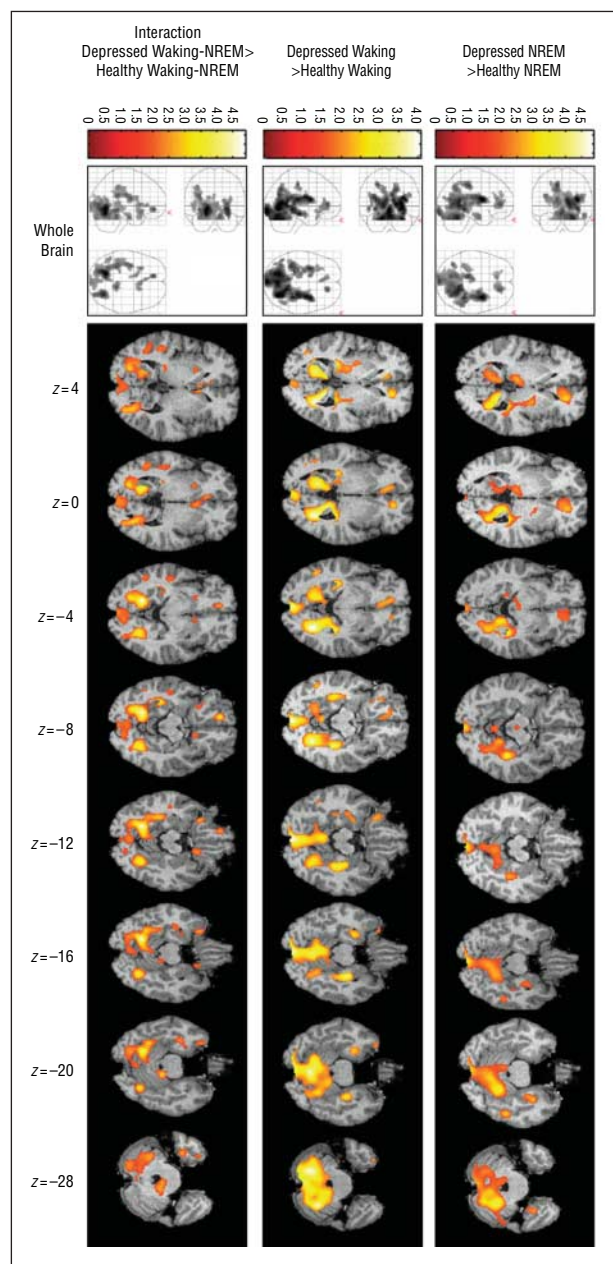 Interaction
Depressed Waking-NREM>
Healthy Waking-NREM
Depressed Waking
>Healthy Waking
Depressed NREM
>Healthy NREM
0 0.5 1.0 1.5 2.0 2.5 3.0 3.5 4.0 4.5
0 0.5 1.0 1.5 2.0 2.5 3.0 3.5 4.0
0 0.5 1.0 1.5 2.0 2.5 3.0 3.5 4.0 4.5
Whole
Brain
z=4
z=0
z=−4
z=−8
z=−12
z=−16
z=−20
z=−28